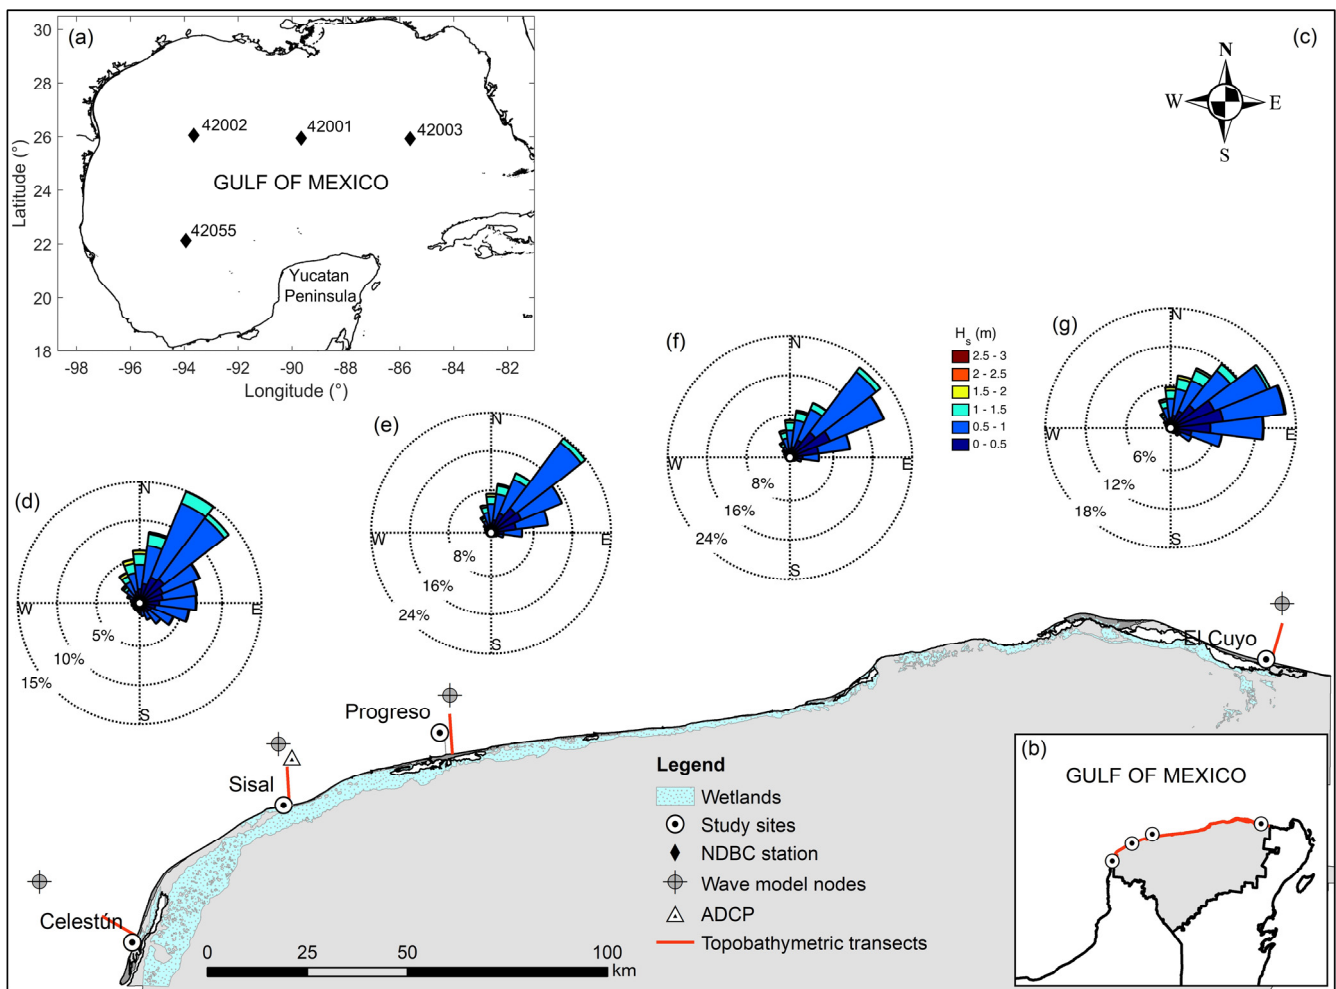 (a)
30
28
26
24
22
20
18
Latitude (°)
-98 -96 -94 -92 -90 -88 -86 -84 -82
Longitude (°)
42002
42001
42003
GULF OF MEXICO
42055
Yucatan
Peninsula
(c)
N
W E
S
(d)
N
W E
S
5%
10%
15%
(e)
N
W E
S
8%
16%
24%
(f)
N
W E
S
8%
16%
24%
Hs (m)
2.5 - 3
2 - 2.5
1.5 - 2
1 - 1.5
0.5 - 1
0 - 0.5
(g)
N
W E
S
6%
12%
18%
El Cuyo
Progreso
Sisal
Celestún
Legend
Wetlands
Study sites
NDBC station
Wave model nodes
ADCP
Topobathymetric transects
0 25 50 100
km
(b)
GULF OF MEXICO